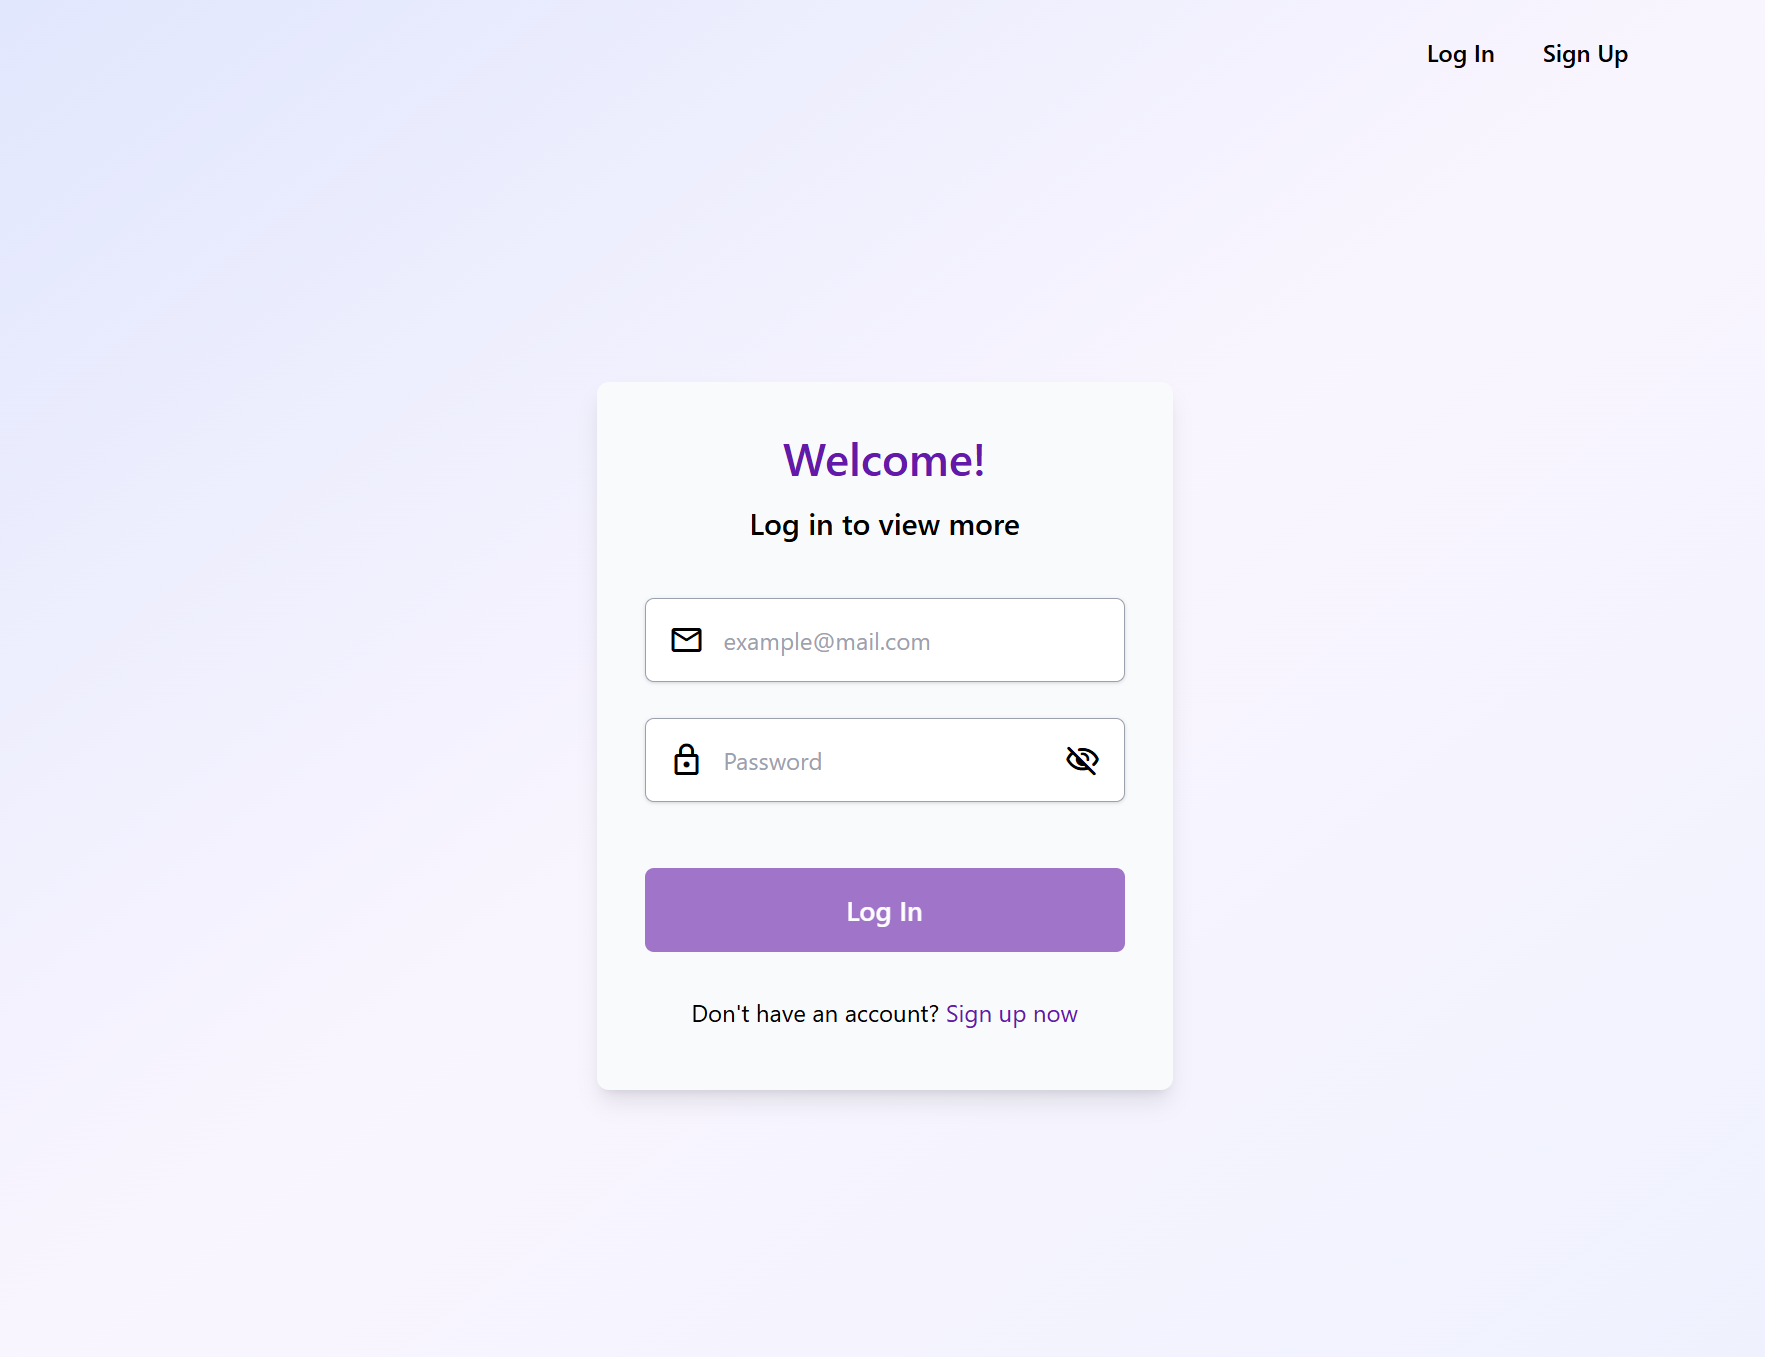 Log In Sign Up
Welcome!
Log in to view more
example@mail.com
Password
Log In
Don't have an account? Sign up now